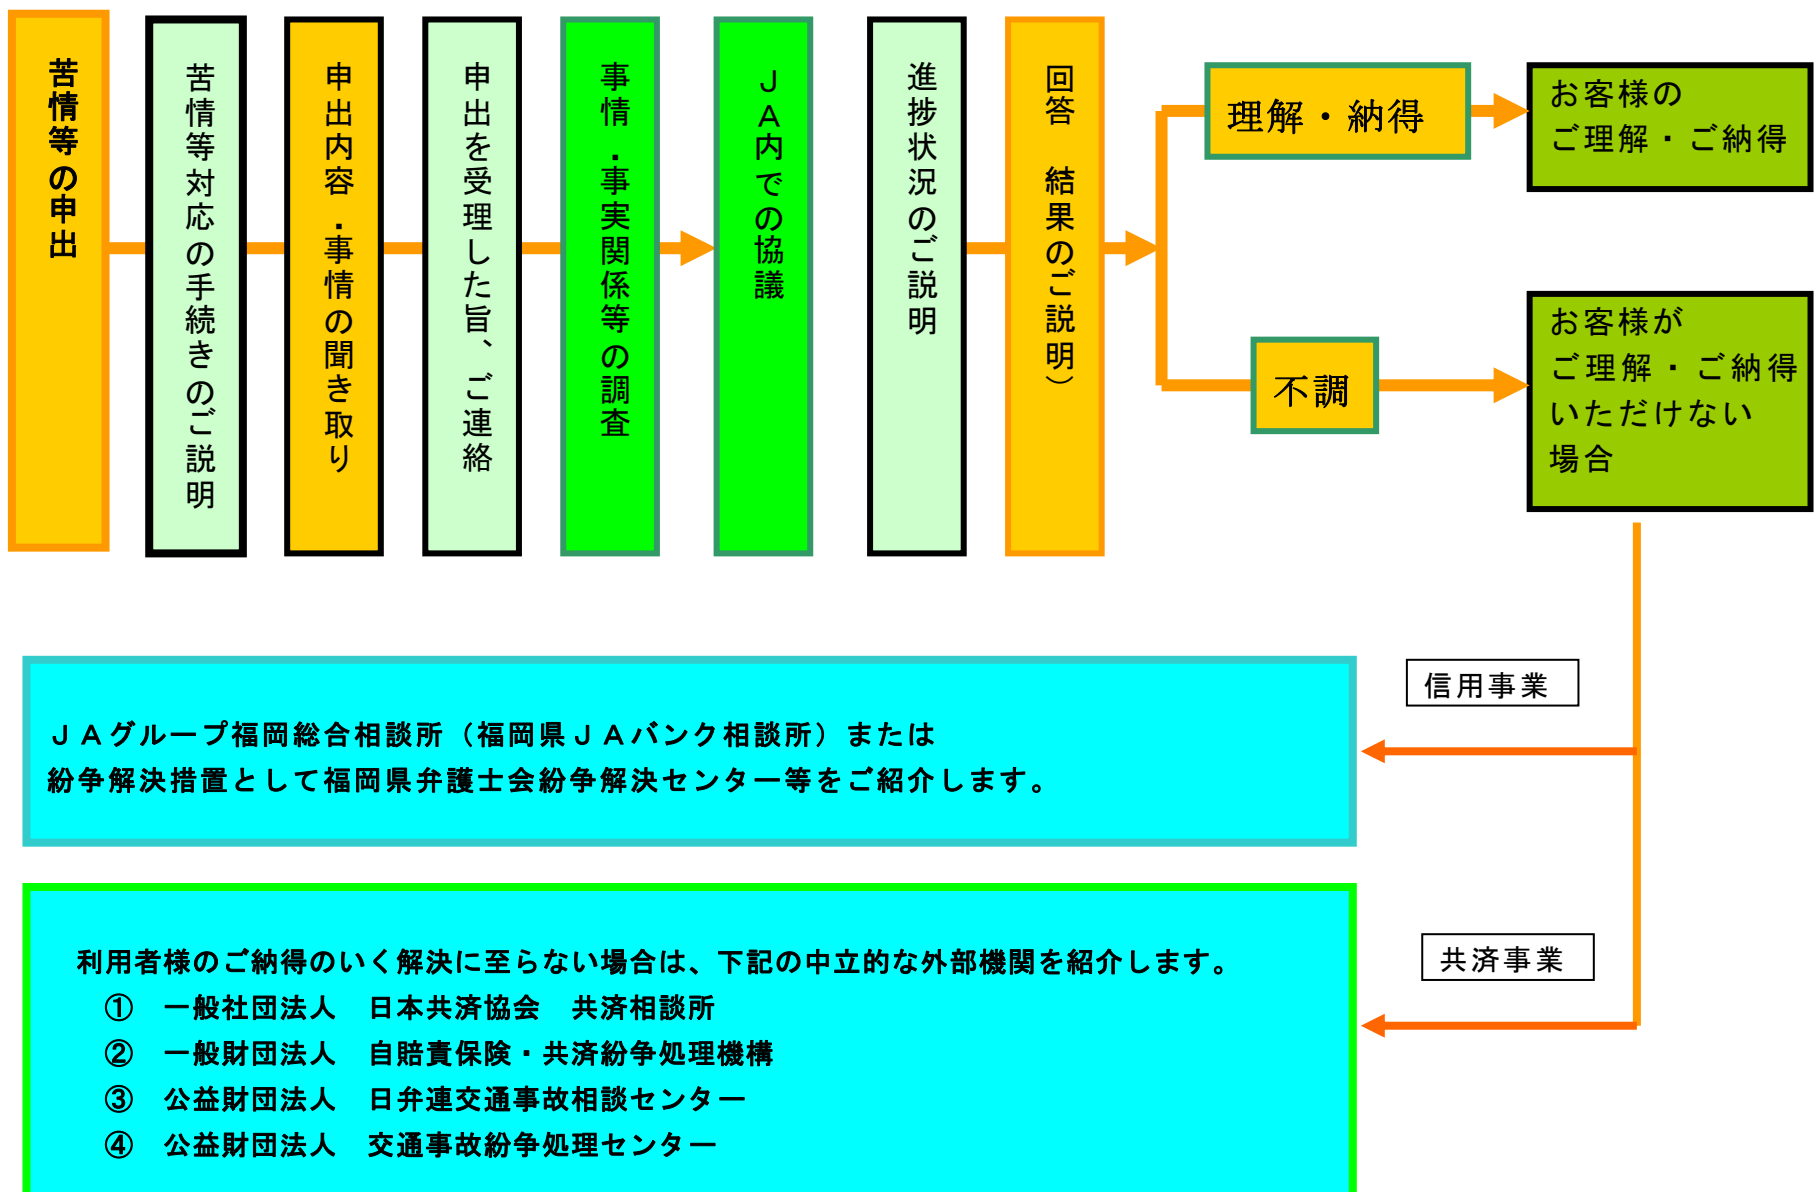 苦情等の申出
苦情等対応の手続きのご説明
申出内容・事情の聞き取り
申出を受理した旨、ご連絡
事情・事実関係等の調査
ＪＡ内での協議
進捗状況のご説明
回答　結果のご説明）
理解・納得
お客様の
ご理解・ご納得
不調
お客様が
ご理解・ご納得
いただけない
場合
信用事業
ＪＡグループ福岡総合相談所（福岡県ＪＡバンク相談所）または
紛争解決措置として福岡県弁護士会紛争解決センター等をご紹介します。
共済事業
利用者様のご納得のいく解決に至らない場合は、下記の中立的な外部機関を紹介します。
①　一般社団法人　日本共済協会　共済相談所
②　一般財団法人　自賠責保険・共済紛争処理機構
③　公益財団法人　日弁連交通事故相談センター
④　公益財団法人　交通事故紛争処理センター